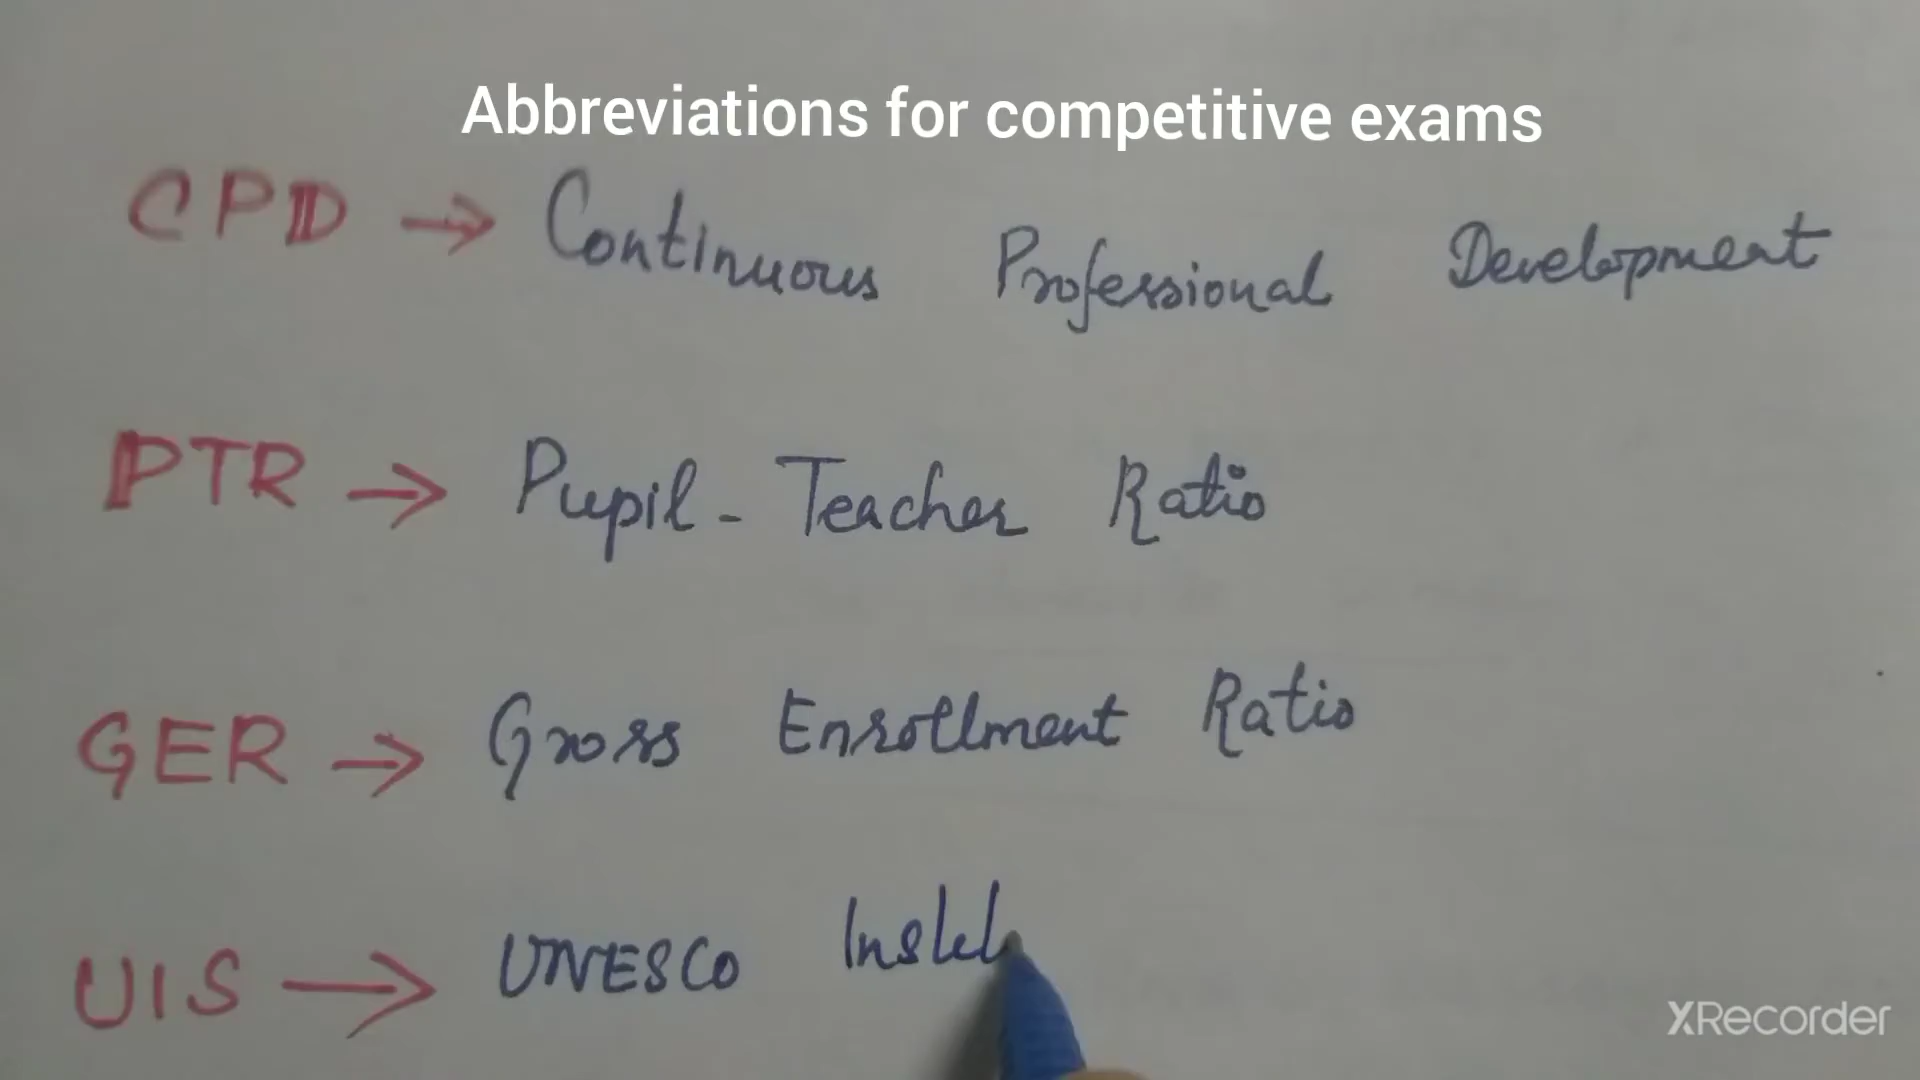 Abbreviations for competitive exams
CPD → Continuous Professional Development
PTR → Pupil - Teacher Ratio
GER → Gross Enrollment Ratio
UIS → UNESCO
XRecorder